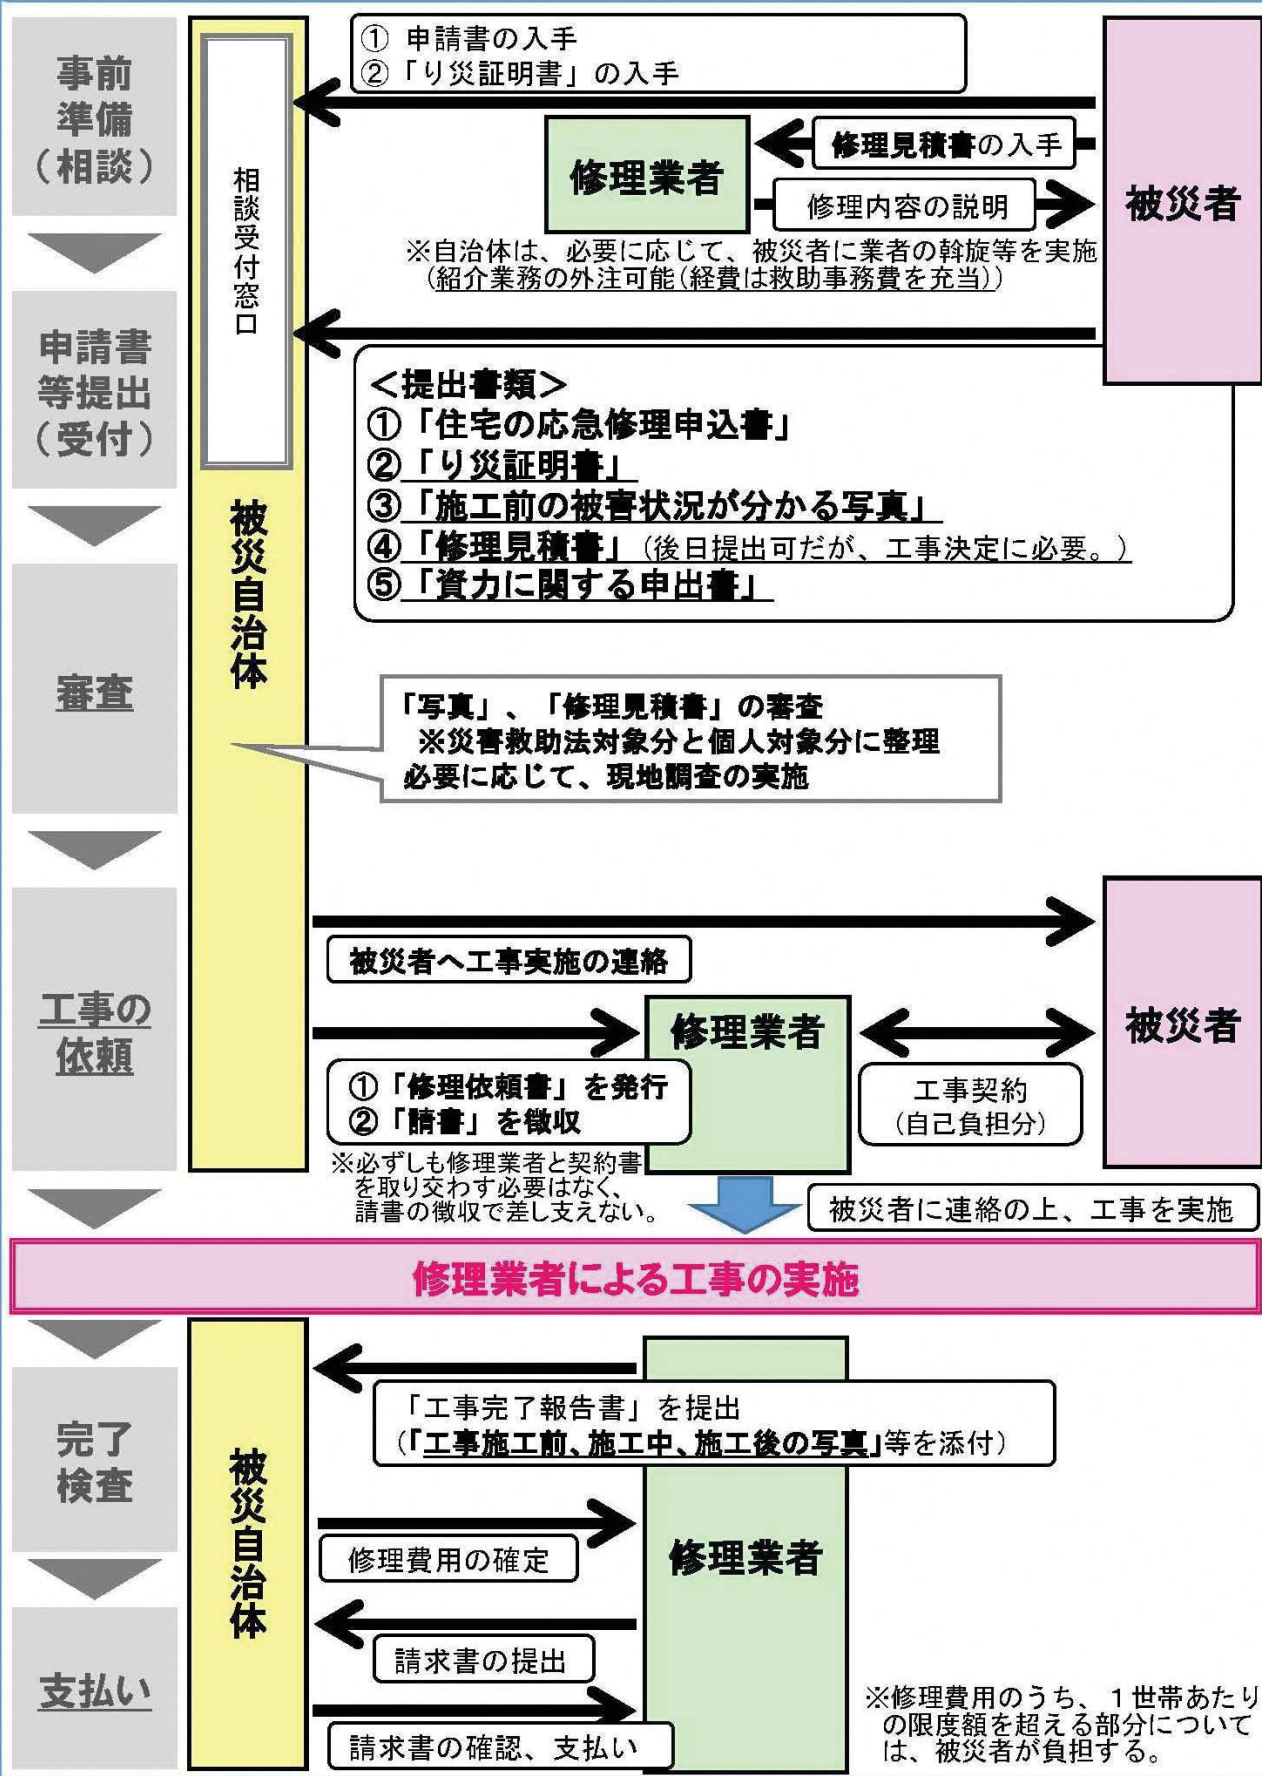 事前
準備
（相談）
① 申請書の入手
②「り災証明書」の入手
相談受付窓口
修理業者
修理見積書の入手
修理内容の説明
被災者
※自治体は、必要に応じて、被災者に業者の斡旋等を実施
（紹介業務の外注可能（経費は救助事務費を充当））
申請書
等提出
（受付）
＜提出書類＞
①「住宅の応急修理申込書」
②「り災証明書」
③「施工前の被害状況が分かる写真」
④「修理見積書」（後日提出可だが、工事決定に必要。）
⑤「資力に関する申出書」
被災自治体
審査
「写真」、「修理見積書」の審査
※災害救助法対象分と個人対象分に整理
必要に応じて、現地調査の実施
工事の
依頼
被災者へ工事実施の連絡
修理業者
被災者
①「修理依頼書」を発行
②「請書」を徴収
工事契約
（自己負担分）
※必ずしも修理業者と契約書
を取り交わす必要はなく、
請書の徴収で差し支えない。
被災者に連絡の上、工事を実施
修理業者による工事の実施
完了
検査
被災自治体
「工事完了報告書」を提出
（「工事施工前、施工中、施工後の写真」等を添付）
修理費用の確定
修理業者
支払い
請求書の提出
請求書の確認、支払い
※修理費用のうち、１世帯あたり
の限度額を超える部分について
は、被災者が負担する。